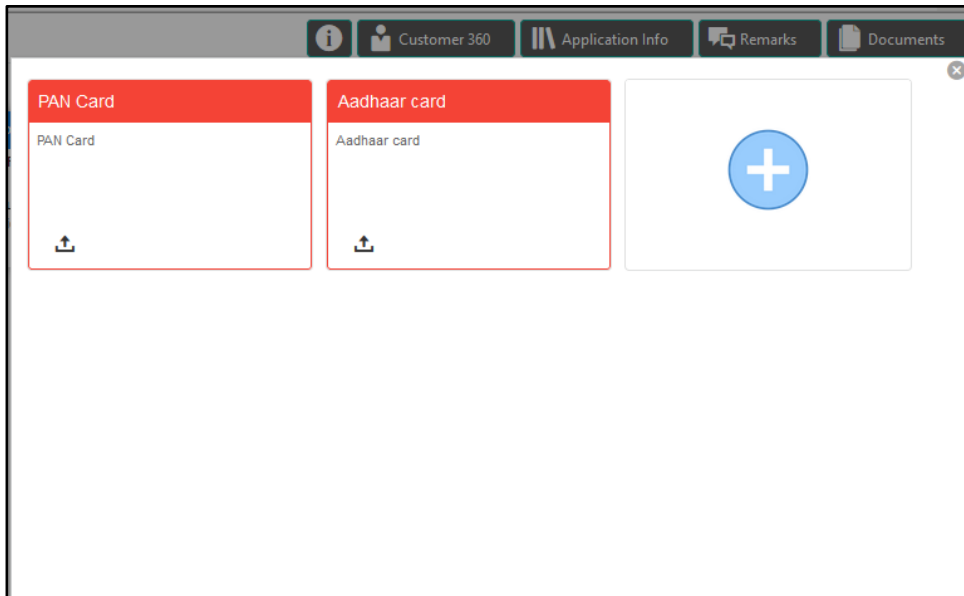 Customer 360
Application Info
Remarks
Documents
PAN Card
PAN Card
Aadhaar card
Aadhaar card